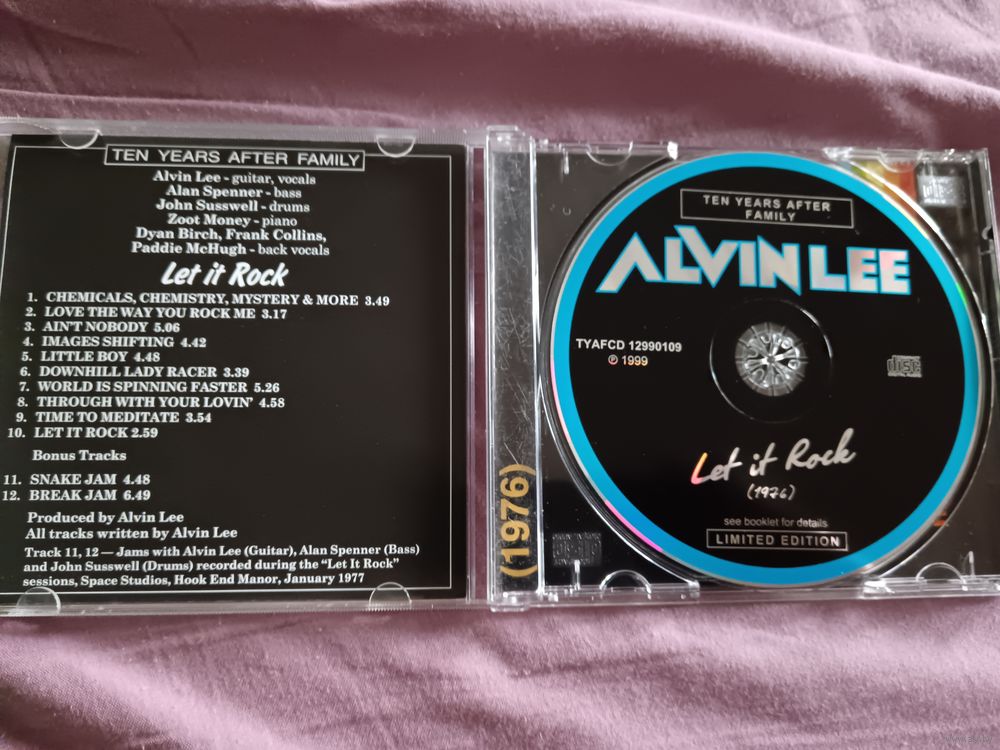 TEN YEARS AFTER FAMILY
Alvin Lee - guitar, vocals
Alan Spenner - bass
John Susswell - drums
Zoot Money - piano
Dyan Birch, Frank Collins,
Paddie McHugh - back vocals
Let it Rock
1. CHEMICALS, CHEMISTRY, MYSTERY & MORE 3.49
2. LOVE THE WAY YOU ROCK ME 3.17
3. AIN'T NOBODY 5.06
4. IMAGES SHIFTING 4.42
5. LITTLE BOY 4.48
6. DOWNHILL LADY RACER 3.39
7. WORLD IS SPINNING FASTER 5.26
8. THROUGH WITH YOUR LOVIN' 4.58
9. TIME TO MEDITATE 3.54
10. LET IT ROCK 2.59
Bonus Tracks
11. SNAKE JAM 4.48
12. BREAK JAM 6.49
Produced by Alvin Lee
All tracks written by Alvin Lee
Track 11, 12 — Jams with Alvin Lee (Guitar), Alan Spenner (Bass)
and John Susswell (Drums) recorded during the "Let It Rock"
sessions, Space Studios, Hook End Manor, January 1977
(1976)
TEN YEARS AFTER
FAMILY
ALVIN LEE
TYAFCD 12990109
℗ 1999
Let it Rock
(1976)
see booklet for details
LIMITED EDITION